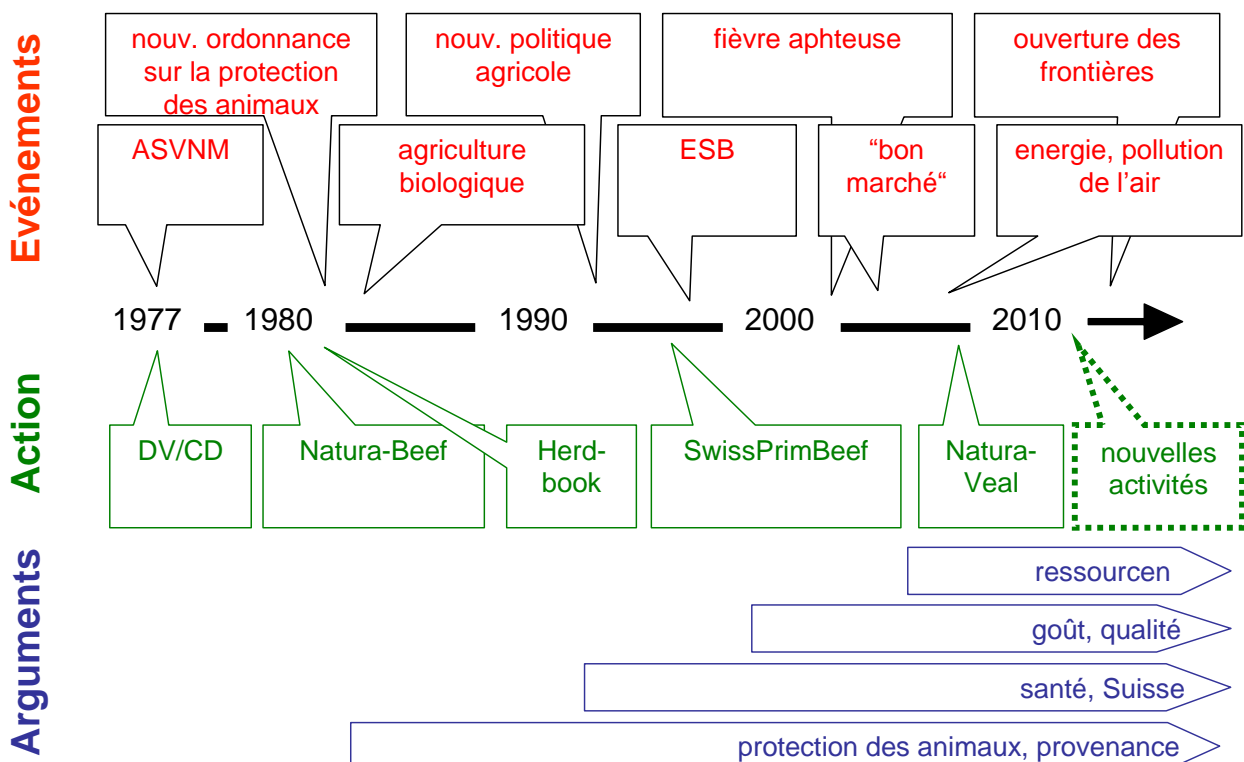 Evénements
nouv. ordonnance
sur la protection
des animaux
nouv. politique
agricole
fièvre aphteuse
ouverture des
frontières
ASVNM
agriculture
biologique
ESB
“bon
marché“
energie, pollution
de l’air
1977
1980
1990
2000
2010
Action
DV/CD
Natura-Beef
Herd-
book
SwissPrimBeef
Natura-
Veal
nouvelles
activités
Arguments
ressourcen
goût, qualité
santé, Suisse
protection des animaux, provenance